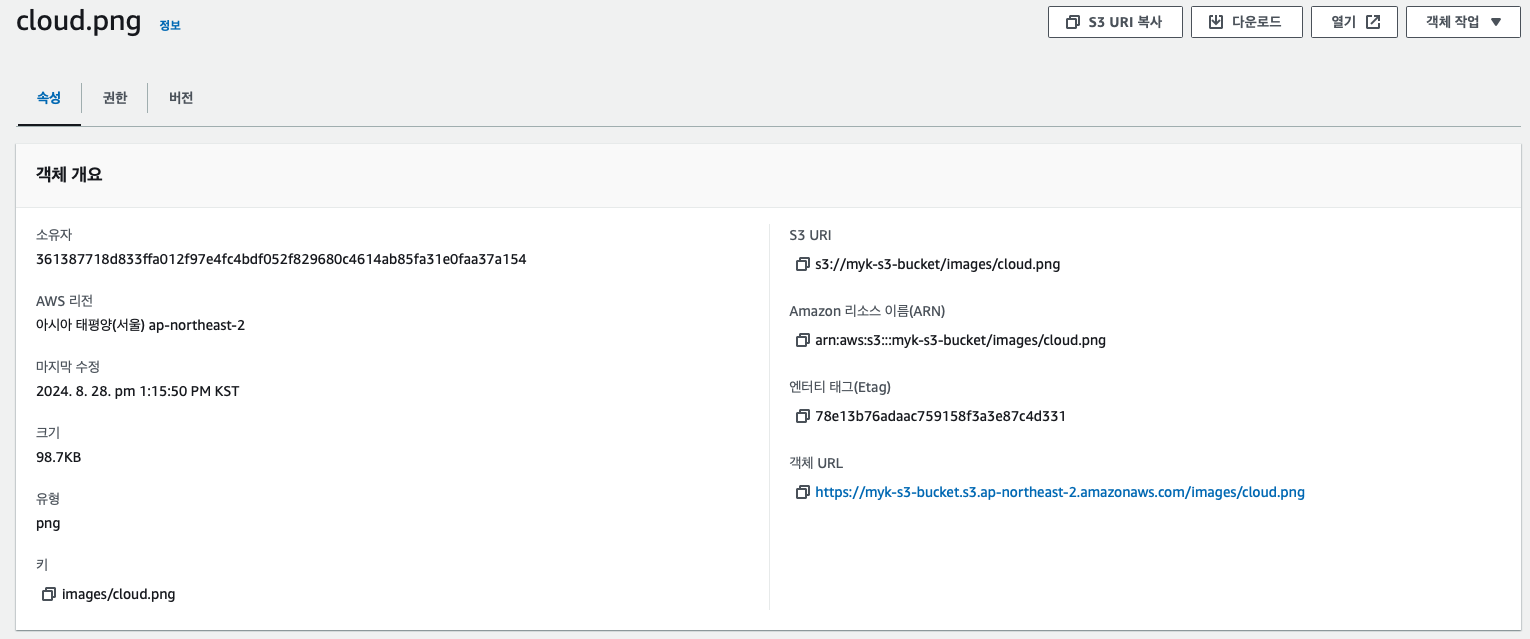 cloud.png 정보
S3 URI 복사
다운로드
열기
객체 작업
속성
권한
버전
객체 개요
소유자
361387718d833ffa012f97e4fc4bdf052f829680c4614ab85fa31e0faa37a154
AWS 리전
아시아 태평양(서울) ap-northeast-2
마지막 수정
2024. 8. 28. pm 1:15:50 PM KST
크기
98.7KB
유형
png
키
images/cloud.png
S3 URI
s3://myk-s3-bucket/images/cloud.png
Amazon 리소스 이름(ARN)
arn:aws:s3:::myk-s3-bucket/images/cloud.png
엔터티 태그(Etag)
78e13b76adaac759158f3a3e87c4d331
객체 URL
https://myk-s3-bucket.s3.ap-northeast-2.amazonaws.com/images/cloud.png